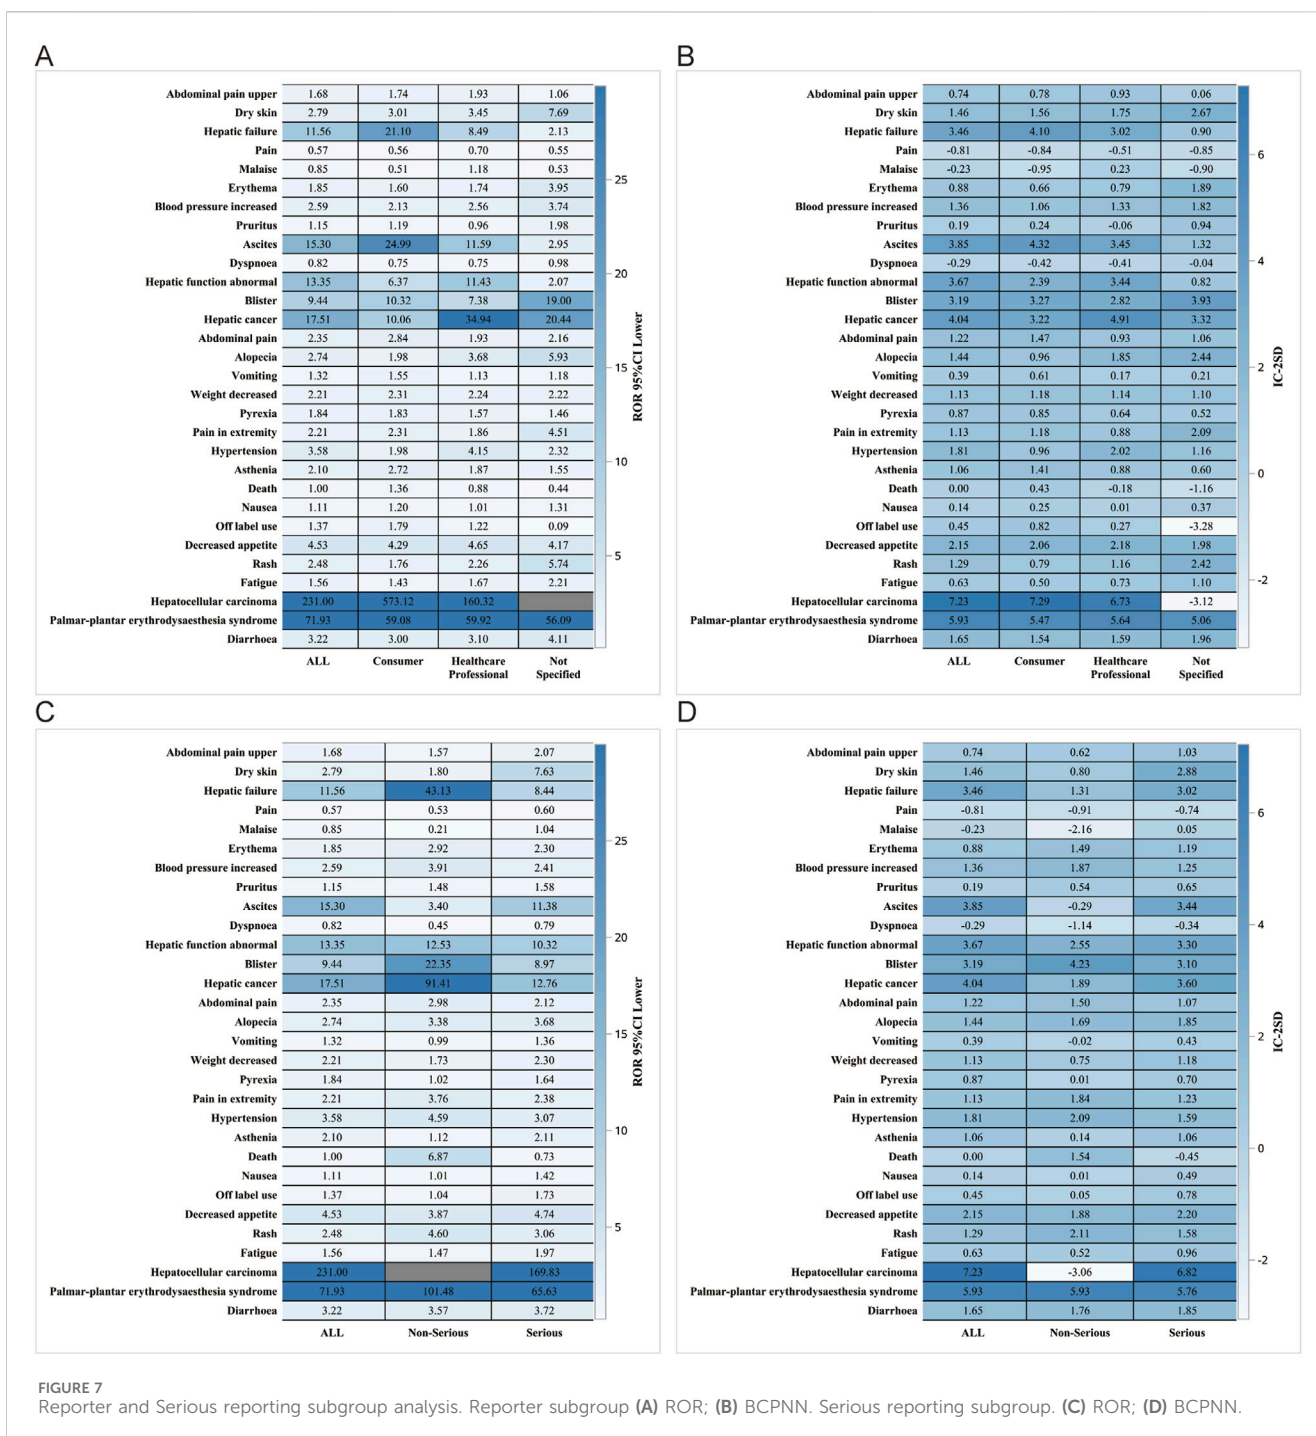 A
Abdominal pain upper 1.68 1.74 1.93 1.06
Dry skin 2.79 3.01 3.45 7.69
Hepatic failure 11.56 21.10 8.49 2.13
Pain 0.57 0.56 0.70 0.55
Malaise 0.85 0.51 1.18 0.53
Erythema 1.85 1.60 1.74 3.95
Blood pressure increased 2.59 2.13 2.56 3.74
Pruritus 1.15 1.19 0.96 1.98
Ascites 15.30 24.99 11.59 2.95
Dyspnoea 0.82 0.75 0.75 0.98
Hepatic function abnormal 13.35 6.37 11.43 2.07
Blister 9.44 10.32 7.38 19.00
Hepatic cancer 17.51 10.06 34.94 20.44
Abdominal pain 2.35 2.84 1.93 2.16
Alopecia 2.74 1.98 3.68 5.93
Vomiting 1.32 1.55 1.13 1.18
Weight decreased 2.21 2.31 2.24 2.22
Pyrexia 1.84 1.83 1.57 1.46
Pain in extremity 2.21 2.31 1.86 4.51
Hypertension 3.58 1.98 4.15 2.32
Asthenia 2.10 2.72 1.87 1.55
Death 1.00 1.36 0.88 0.44
Nausea 1.11 1.20 1.01 1.31
Off label use 1.37 1.79 1.22 0.09
Decreased appetite 4.53 4.29 4.65 4.17
Rash 2.48 1.76 2.26 5.74
Fatigue 1.56 1.43 1.67 2.21
Hepatocellular carcinoma 231.00 573.12 160.32
Palmar-plantar erythrodysaesthesia syndrome 71.93 59.08 59.92 56.09
Diarrhoea 3.22 3.00 3.10 4.11
ALL Consumer Healthcare Not
Professional Specified
25
20
15
10
5
ROR 95%CI Lower
B
Abdominal pain upper 0.74 0.78 0.93 0.06
Dry skin 1.46 1.56 1.75 2.67
Hepatic failure 3.46 4.10 3.02 0.90
Pain -0.81 -0.84 -0.51 -0.85
Malaise -0.23 -0.95 0.23 -0.90
Erythema 0.88 0.66 0.79 1.89
Blood pressure increased 1.36 1.06 1.33 1.82
Pruritus 0.19 0.24 -0.06 0.94
Ascites 3.85 4.32 3.45 1.32
Dyspnoea -0.29 -0.42 -0.41 -0.04
Hepatic function abnormal 3.67 2.39 3.44 0.82
Blister 3.19 3.27 2.82 3.93
Hepatic cancer 4.04 3.22 4.91 3.32
Abdominal pain 1.22 1.47 0.93 1.06
Alopecia 1.44 0.96 1.85 2.44
Vomiting 0.39 0.61 0.17 0.21
Weight decreased 1.13 1.18 1.14 1.10
Pyrexia 0.87 0.85 0.64 0.52
Pain in extremity 1.13 1.18 0.88 2.09
Hypertension 1.81 0.96 2.02 1.16
Asthenia 1.06 1.41 0.88 0.60
Death 0.00 0.43 -0.18 -1.16
Nausea 0.14 0.25 0.01 0.37
Off label use 0.45 0.82 0.27 -3.28
Decreased appetite 2.15 2.06 2.18 1.98
Rash 1.29 0.79 1.16 2.42
Fatigue 0.63 0.50 0.73 1.10
Hepatocellular carcinoma 7.23 7.29 6.73 -3.12
Palmar-plantar erythrodysaesthesia syndrome 5.93 5.47 5.64 5.06
Diarrhoea 1.65 1.54 1.59 1.96
ALL Consumer Healthcare Not
Professional Specified
6
4
2
0
-2
IC-2SD
C
Abdominal pain upper 1.68 1.57 2.07
Dry skin 2.79 1.80 7.63
Hepatic failure 11.56 43.13 8.44
Pain 0.57 0.53 0.60
Malaise 0.85 0.21 1.04
Erythema 1.85 2.92 2.30
Blood pressure increased 2.59 3.91 2.41
Pruritus 1.15 1.48 1.58
Ascites 15.30 3.40 11.38
Dyspnoea 0.82 0.45 0.79
Hepatic function abnormal 13.35 12.53 10.32
Blister 9.44 22.35 8.97
Hepatic cancer 17.51 91.41 12.76
Abdominal pain 2.35 2.98 2.12
Alopecia 2.74 3.38 3.68
Vomiting 1.32 0.99 1.36
Weight decreased 2.21 1.73 2.30
Pyrexia 1.84 1.02 1.64
Pain in extremity 2.21 3.76 2.38
Hypertension 3.58 4.59 3.07
Asthenia 2.10 1.12 2.11
Death 1.00 6.87 0.73
Nausea 1.11 1.01 1.42
Off label use 1.37 1.04 1.73
Decreased appetite 4.53 3.87 4.74
Rash 2.48 4.60 3.06
Fatigue 1.56 1.47 1.97
Hepatocellular carcinoma 231.00 169.83
Palmar-plantar erythrodysaesthesia syndrome 71.93 101.48 65.63
Diarrhoea 3.22 3.57 3.72
ALL Non-Serious Serious
25
20
15
10
5
ROR 95%CI Lower
D
Abdominal pain upper 0.74 0.62 1.03
Dry skin 1.46 0.80 2.88
Hepatic failure 3.46 1.31 3.02
Pain -0.81 -0.91 -0.74
Malaise -0.23 -2.16 0.05
Erythema 0.88 1.49 1.19
Blood pressure increased 1.36 1.87 1.25
Pruritus 0.19 0.54 0.65
Ascites 3.85 -0.29 3.44
Dyspnoea -0.29 -1.14 -0.34
Hepatic function abnormal 3.67 2.55 3.30
Blister 3.19 4.23 3.10
Hepatic cancer 4.04 1.89 3.60
Abdominal pain 1.22 1.50 1.07
Alopecia 1.44 1.69 1.85
Vomiting 0.39 -0.02 0.43
Weight decreased 1.13 0.75 1.18
Pyrexia 0.87 0.01 0.70
Pain in extremity 1.13 1.84 1.23
Hypertension 1.81 2.09 1.59
Asthenia 1.06 0.14 1.06
Death 0.00 1.54 -0.45
Nausea 0.14 0.01 0.49
Off label use 0.45 0.05 0.78
Decreased appetite 2.15 1.88 2.20
Rash 1.29 2.11 1.58
Fatigue 0.63 0.52 0.96
Hepatocellular carcinoma 7.23 -3.06 6.82
Palmar-plantar erythrodysaesthesia syndrome 5.93 5.93 5.76
Diarrhoea 1.65 1.76 1.85
ALL Non-Serious Serious
6
4
2
0
-2
IC-2SD
FIGURE 7
Reporter and Serious reporting subgroup analysis. Reporter subgroup (A) ROR; (B) BCPNN. Serious reporting subgroup. (C) ROR; (D) BCPNN.